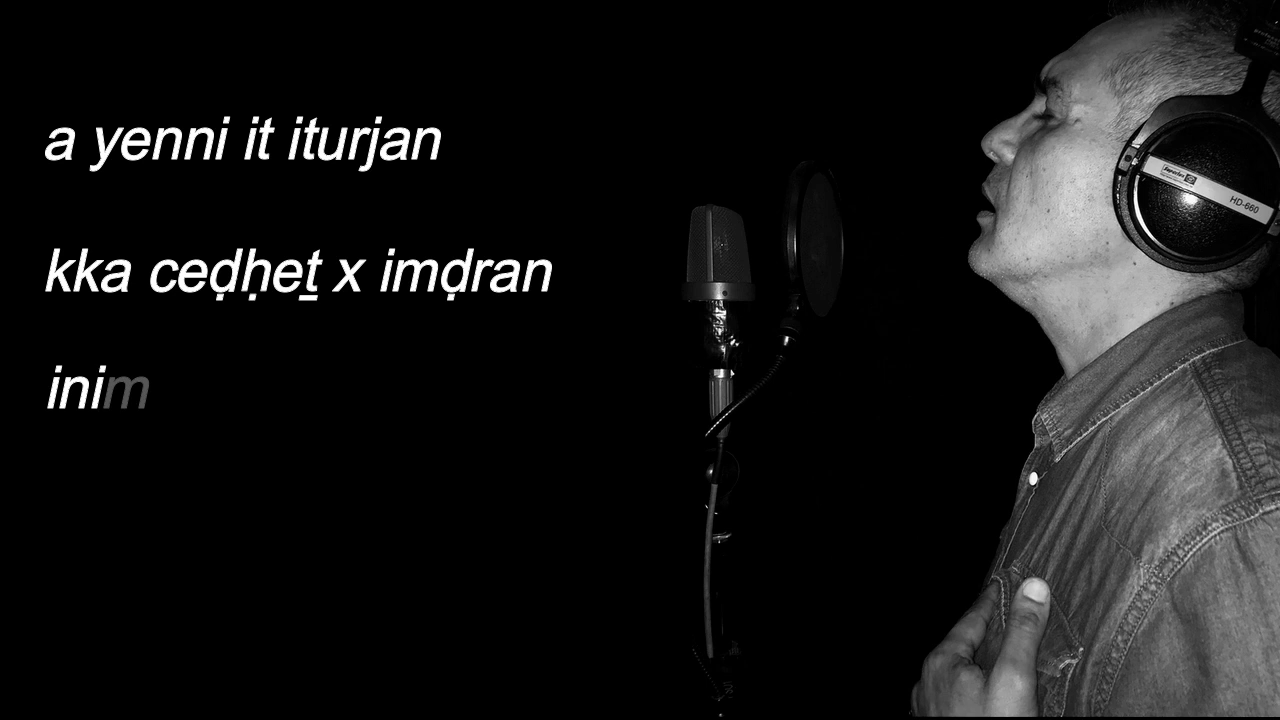 a yenni it iturjan
kka ceḍḥeṯ x imḍran
inim
HD-660